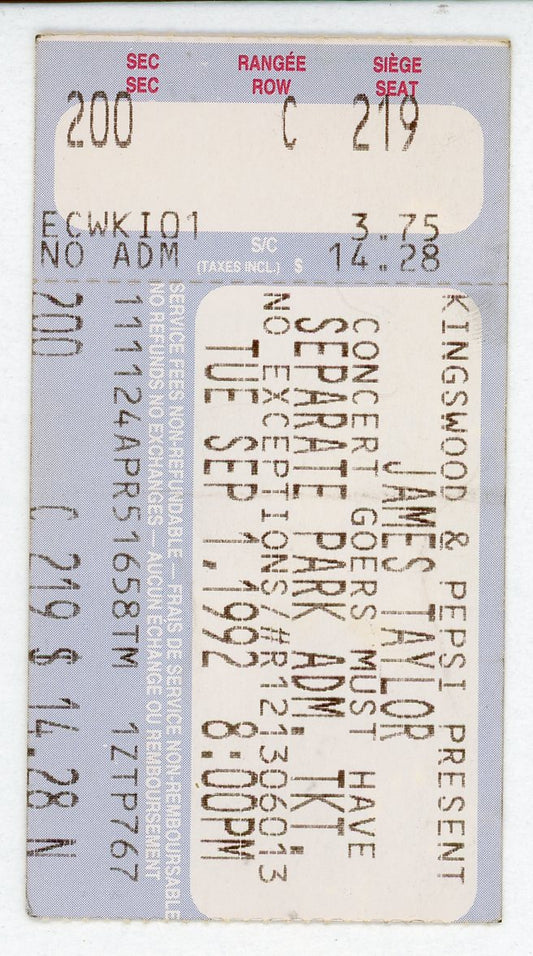 SEC RANGÉE SIÈGE
SEC ROW SEAT
200 C 219
ECWKI01 3.75
NO ADM S/C (TAXES INCL.) $ 14.28
KINGSWOOD & PEPSI PRESENT
JAMES TAYLOR
CONCERT GOERS MUST HAVE
SEPARATE PARK ADM. TKT.
NO EXCEPTIONS/#R121306013
TUE SEP 1,1992 8:00PM
SERVICE FEES NON-REFUNDABLE — FRAIS DE SERVICE NON-REMBOURSABLE
NO REFUNDS NO EXCHANGES — AUCUN ÉCHANGE OU REMBOURSEMENT
111124APR51658TM 1ZTP767
200 C 219 $ 14.28N